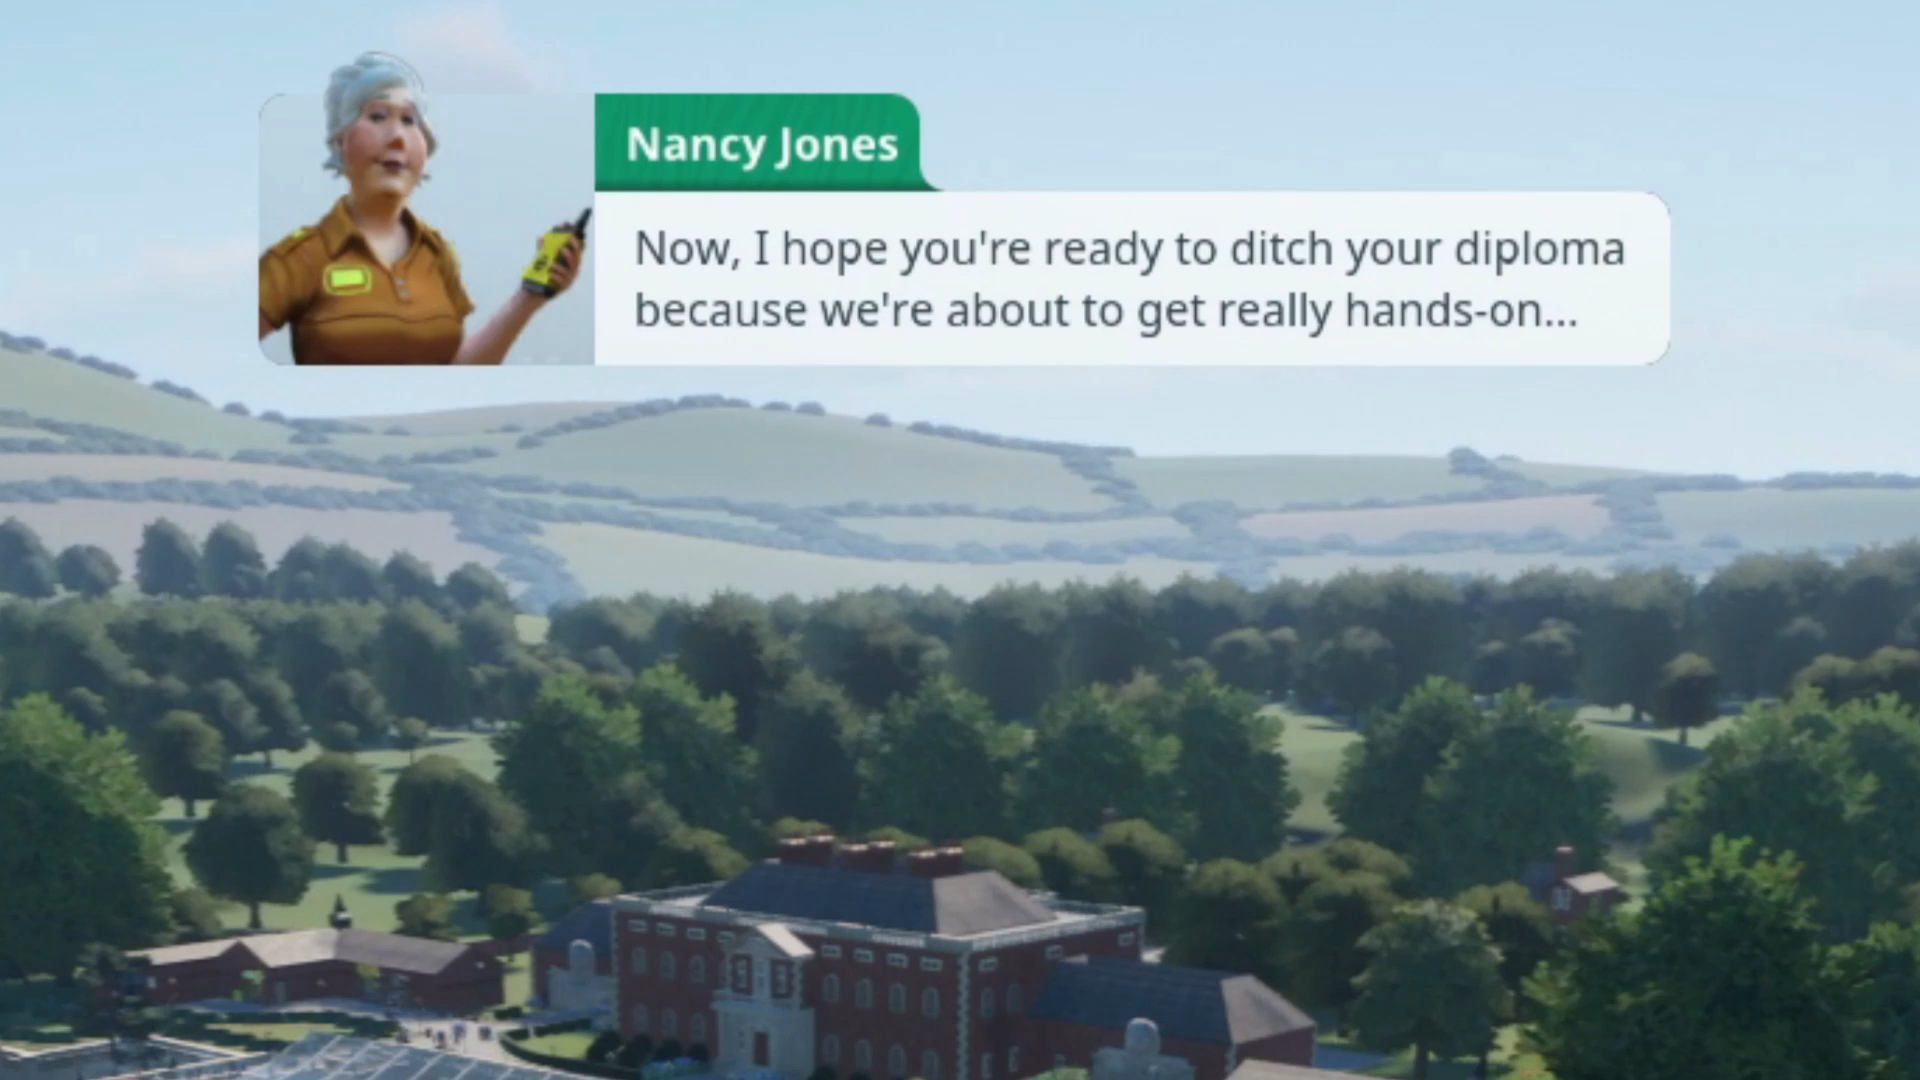 Nancy Jones
Now, I hope you're ready to ditch your diploma
because we're about to get really hands-on...